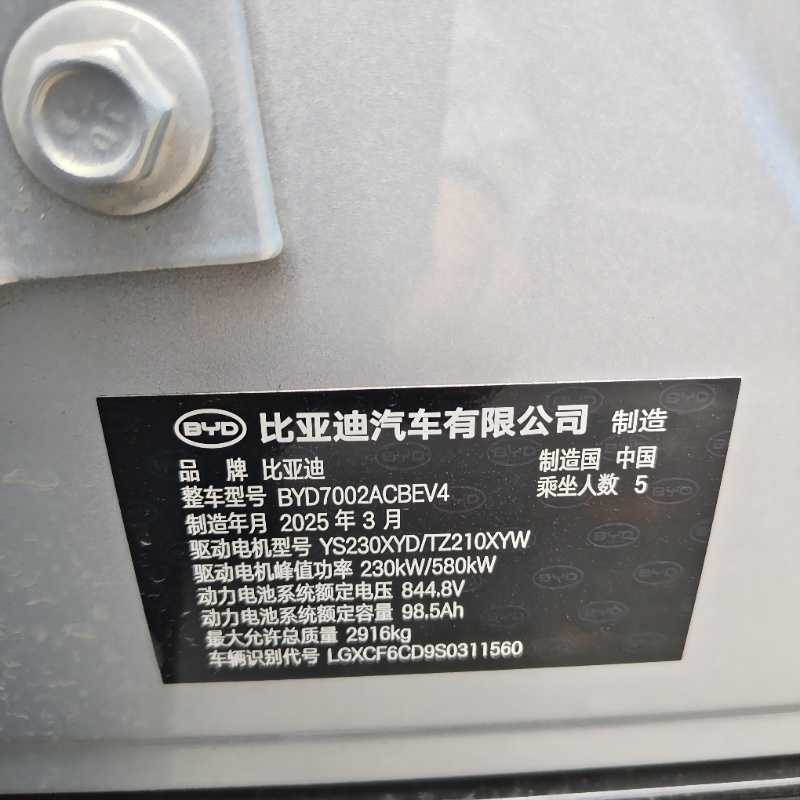 BYD 比亚迪汽车有限公司 制造
品牌 比亚迪 制造国 中国
整车型号 BYD7002ACBEV4 乘坐人数 5
制造年月 2025 年 3 月
驱动电机型号 YS230XYD/TZ210XYW
驱动电机峰值功率 230kW/580kW
动力电池系统额定电压 844.8V
动力电池系统额定容量 98.5Ah
最大允许总质量 2916kg
车辆识别代号 LGXCF6CD9S0311560